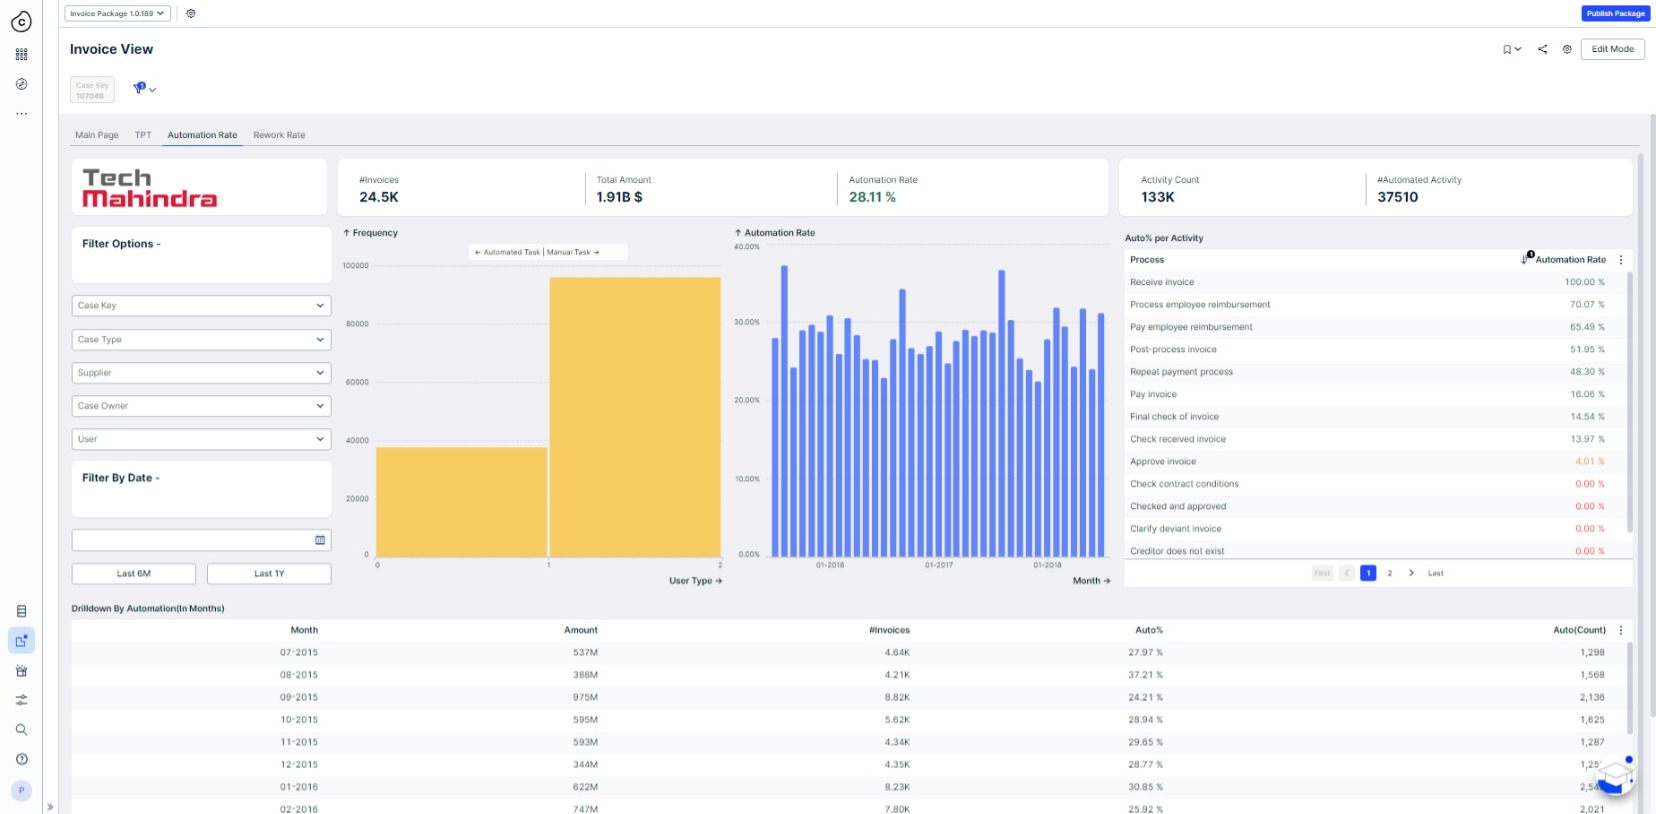 Invoice Package 1.0.189
Publish Package
Invoice View
Edit Mode
Case Key
107048
1
Main Page TPT Automation Rate Rework Rate
Tech
Mahindra
#Invoices
24.5K
Total Amount
1.91B $
Automation Rate
28.11 %
Activity Count
133K
#Automated Activity
37510
Filter Options -
Case Key
Case Type
Supplier
Case Owner
User
Filter By Date -
Last 6M Last 1Y
↑ Frequency
← Automated Task | Manual Task →
100000
80000
60000
40000
20000
0
0 1 2
User Type →
↑ Automation Rate
40.00%
30.00%
20.00%
10.00%
0.00%
01-2016 01-2017 01-2018
Month →
Auto% per Activity
Process 1 Automation Rate
Receive invoice 100.00 %
Process employee reimbursement 70.07 %
Pay employee reimbursement 65.49 %
Post-process invoice 51.95 %
Repeat payment process 48.30 %
Pay invoice 16.06 %
Final check of invoice 14.54 %
Check received invoice 13.97 %
Approve invoice 4.01 %
Check contract conditions 0.00 %
Checked and approved 0.00 %
Clarify deviant invoice 0.00 %
Creditor does not exist 0.00 %
First 1 2 Last
Drilldown By Automation(In Months)
Month Amount #Invoices Auto% Auto(Count)
07-2015 537M 4.64K 27.97 % 1,298
08-2015 388M 4.21K 37.21 % 1,568
09-2015 975M 8.82K 24.21 % 2,136
10-2015 595M 5.62K 28.94 % 1,625
11-2015 593M 4.34K 29.65 % 1,287
12-2015 344M 4.35K 28.77 %
01-2016 622M 8.23K 30.85 %
02-2016 747M 7.80K 25.92 % 2,021
P